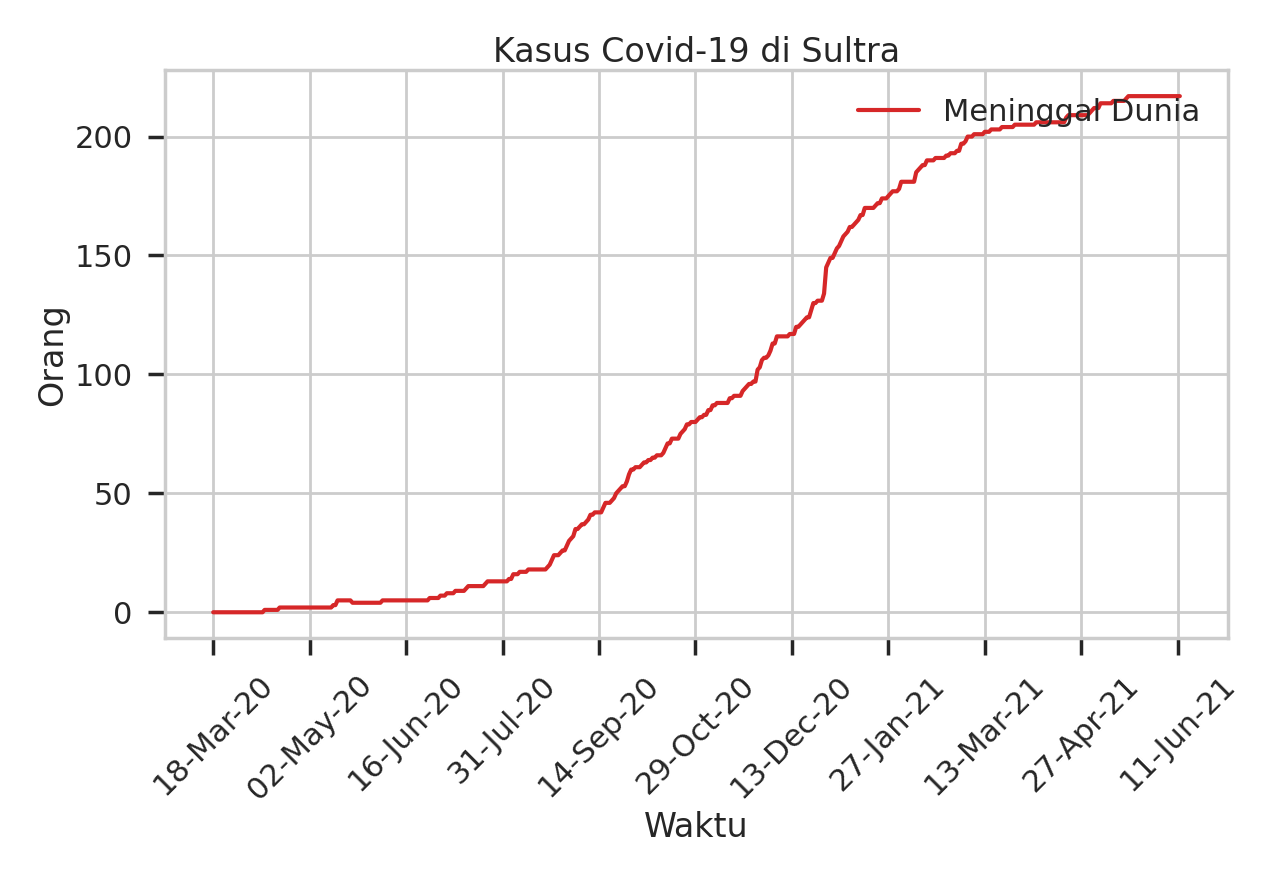 Kasus Covid-19 di Sultra
Meninggal Dunia
Orang
200
150
100
50
0
18-Mar-20
02-May-20
16-Jun-20
31-Jul-20
14-Sep-20
29-Oct-20
13-Dec-20
27-Jan-21
13-Mar-21
27-Apr-21
11-Jun-21
Waktu